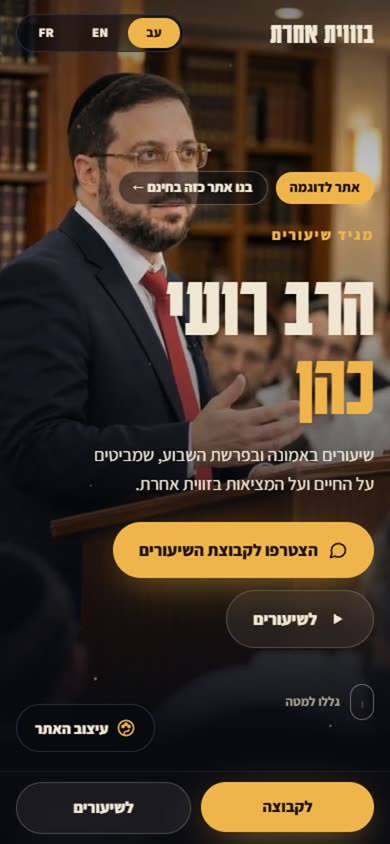 בזווית אחרת
עב EN FR
אתר לדוגמה
בנו אתר כזה בחינם ←
מגיד שיעורים
הרב רועי
כהן
שיעורים באמונה ובפרשת השבוע, שמביטים
על החיים ועל המציאות בזווית אחרת.
הצטרפו לקבוצת השיעורים
לשיעורים
גללו למטה
עיצוב האתר
לקבוצה
לשיעורים